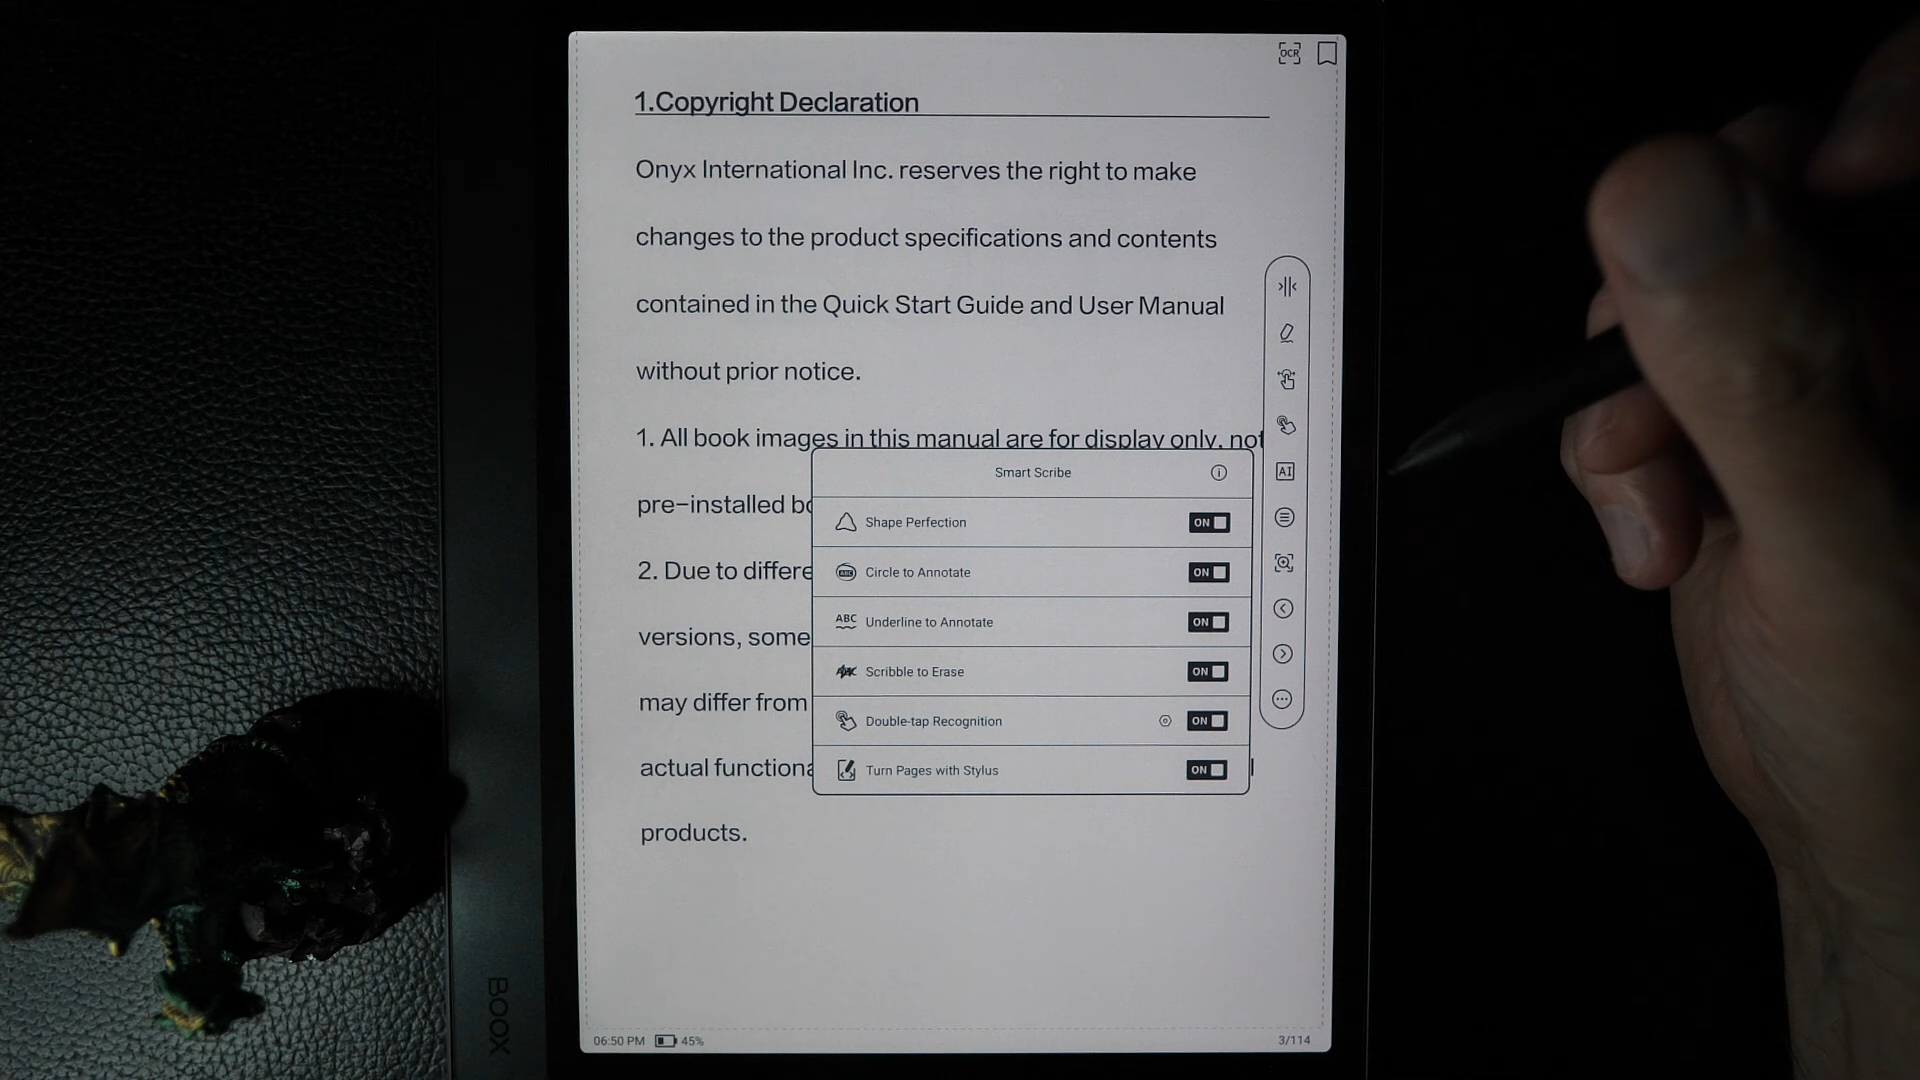 OCR
1.Copyright Declaration
Onyx International Inc. reserves the right to make
changes to the product specifications and contents
contained in the Quick Start Guide and User Manual
without prior notice.
1. All book images in this manual are for display only, not
pre-installed bo
2. Due to differe
versions, some
may differ from
actual functiona
products.
Smart Scribe
Shape Perfection ON
ABC Circle to Annotate ON
ABC Underline to Annotate ON
Scribble to Erase ON
Double-tap Recognition ON
Turn Pages with Stylus ON
AI
06:50 PM 45% 3/114
BOOX